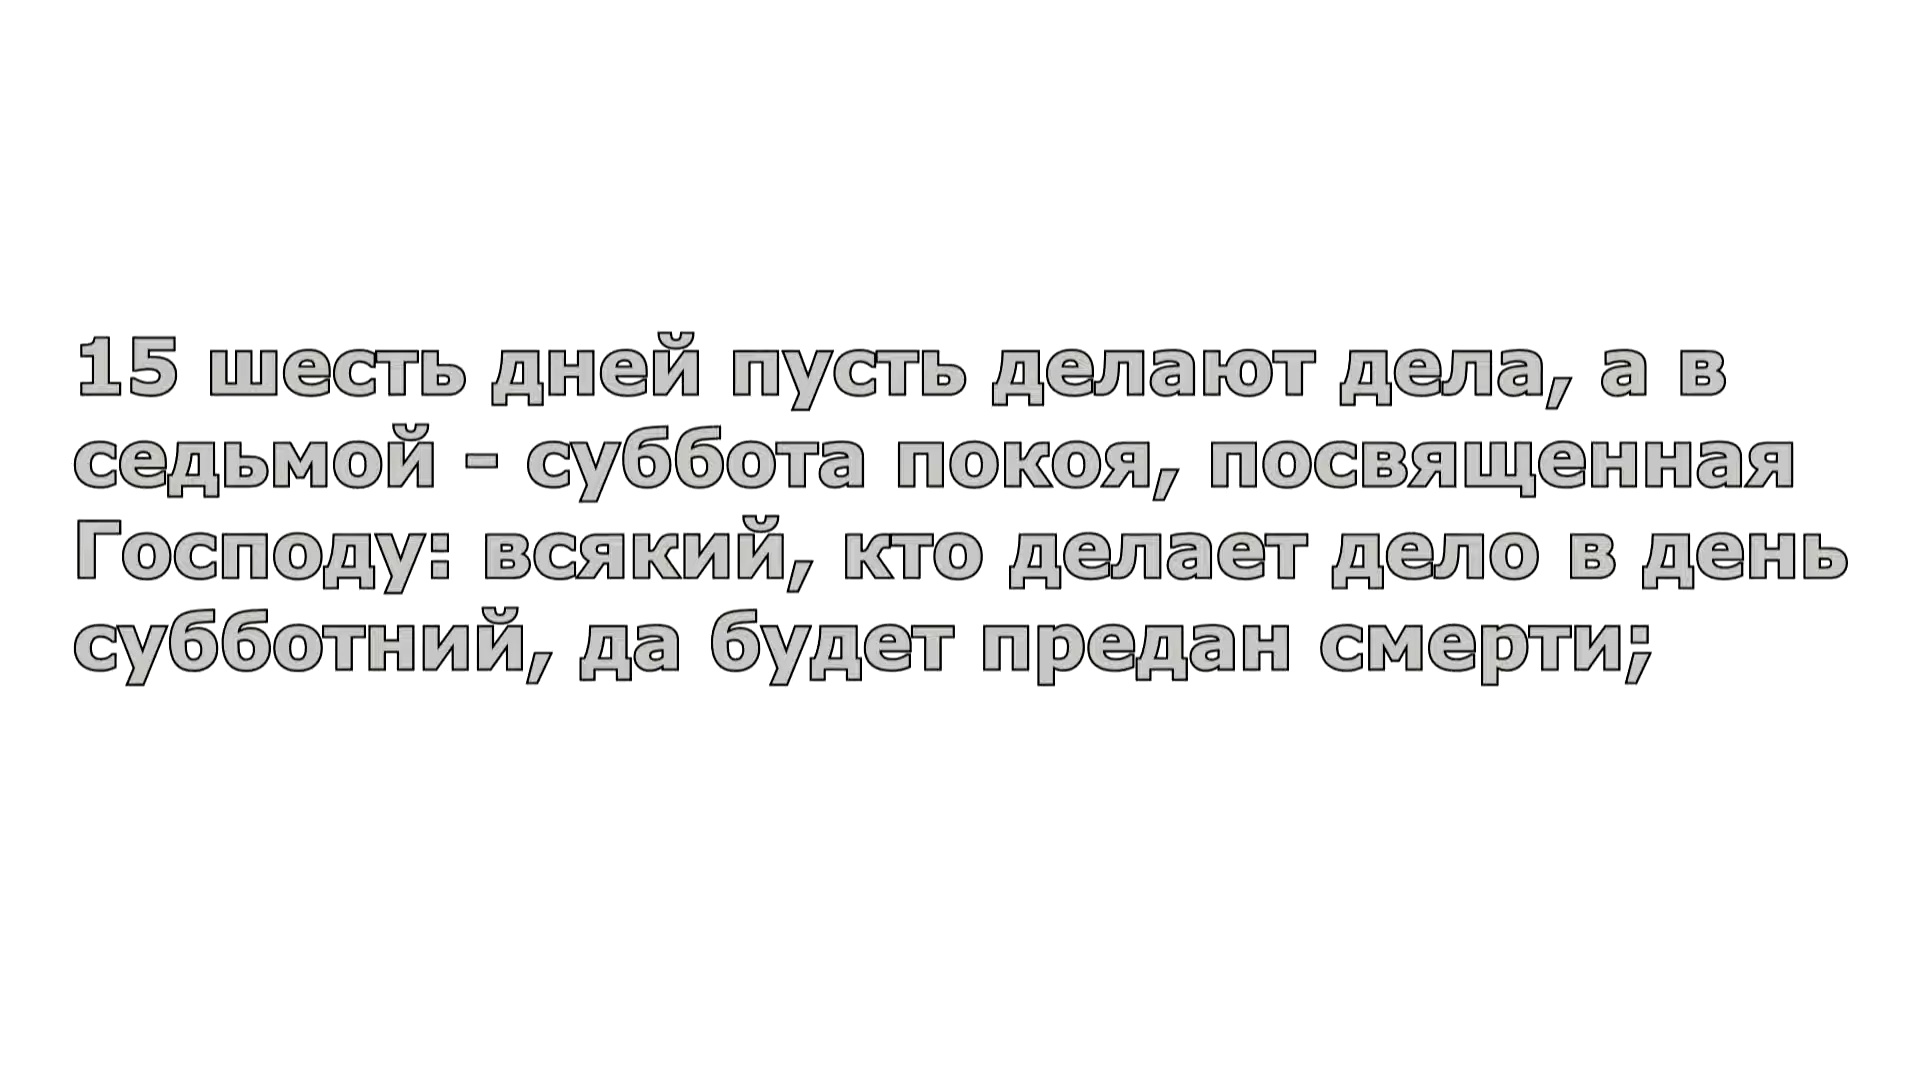 15 шесть дней пусть делают дела, а в
седьмой - суббота покоя, посвященная
Господу: всякий, кто делает дело в день
субботний, да будет предан смерти;